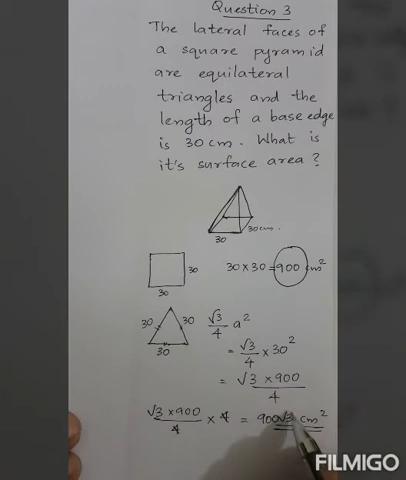 Question 3
The lateral faces of
a square pyramid
are equilateral
triangles and the
length of a base edge
is 30 cm. What is
it's surface area?
30 30cm.
30 30×30=900 cm²
30
30 30 √3/4 a²
30 = √3/4 × 30²
= √3 × 900/4
√3 × 900/4 × 4 = 900√3 cm²
FILMIGO